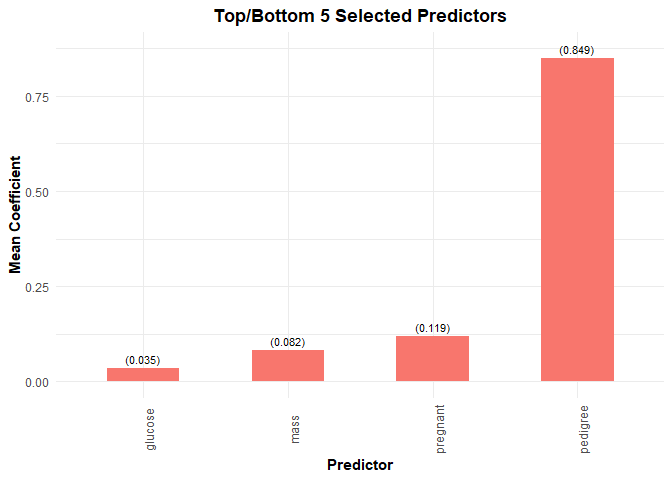 Top/Bottom 5 Selected Predictors
Mean Coefficient
0.75
0.50
0.25
0.00
(0.035)
(0.082)
(0.119)
(0.849)
glucose
mass
pregnant
pedigree
Predictor